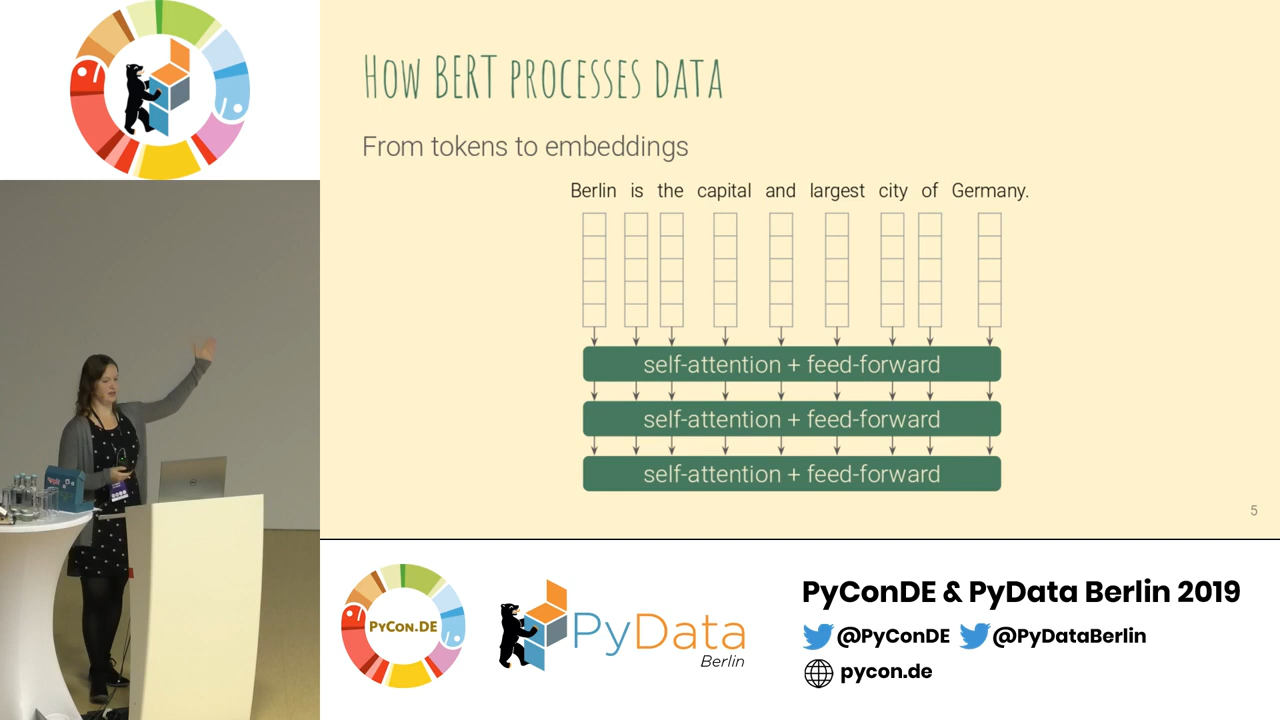 How BERT processes data
From tokens to embeddings
Berlin is the capital and largest city of Germany.
self-attention + feed-forward
self-attention + feed-forward
self-attention + feed-forward
5
PyCon.DE
PyData
Berlin
PyConDE & PyData Berlin 2019
@PyConDE @PyDataBerlin
pycon.de